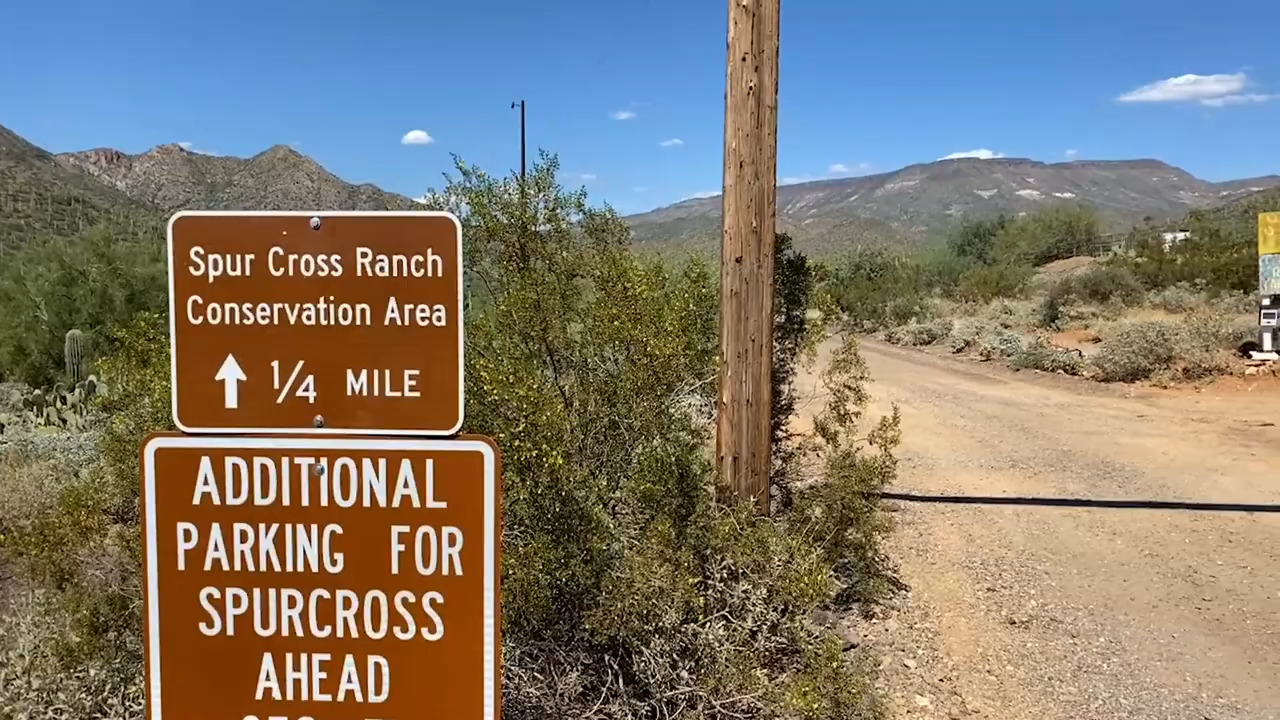 Spur Cross Ranch
Conservation Area
↑ 1/4 MILE
ADDITIONAL
PARKING FOR
SPURCROSS
AHEAD